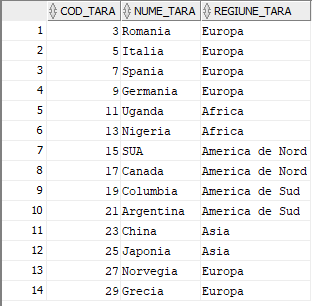 COD_TARA NUME_TARA REGIUNE_TARA
1 3 Romania Europa
2 5 Italia Europa
3 7 Spania Europa
4 9 Germania Europa
5 11 Uganda Africa
6 13 Nigeria Africa
7 15 SUA America de Nord
8 17 Canada America de Nord
9 19 Columbia America de Sud
10 21 Argentina America de Sud
11 23 China Asia
12 25 Japonia Asia
13 27 Norvegia Europa
14 29 Grecia Europa